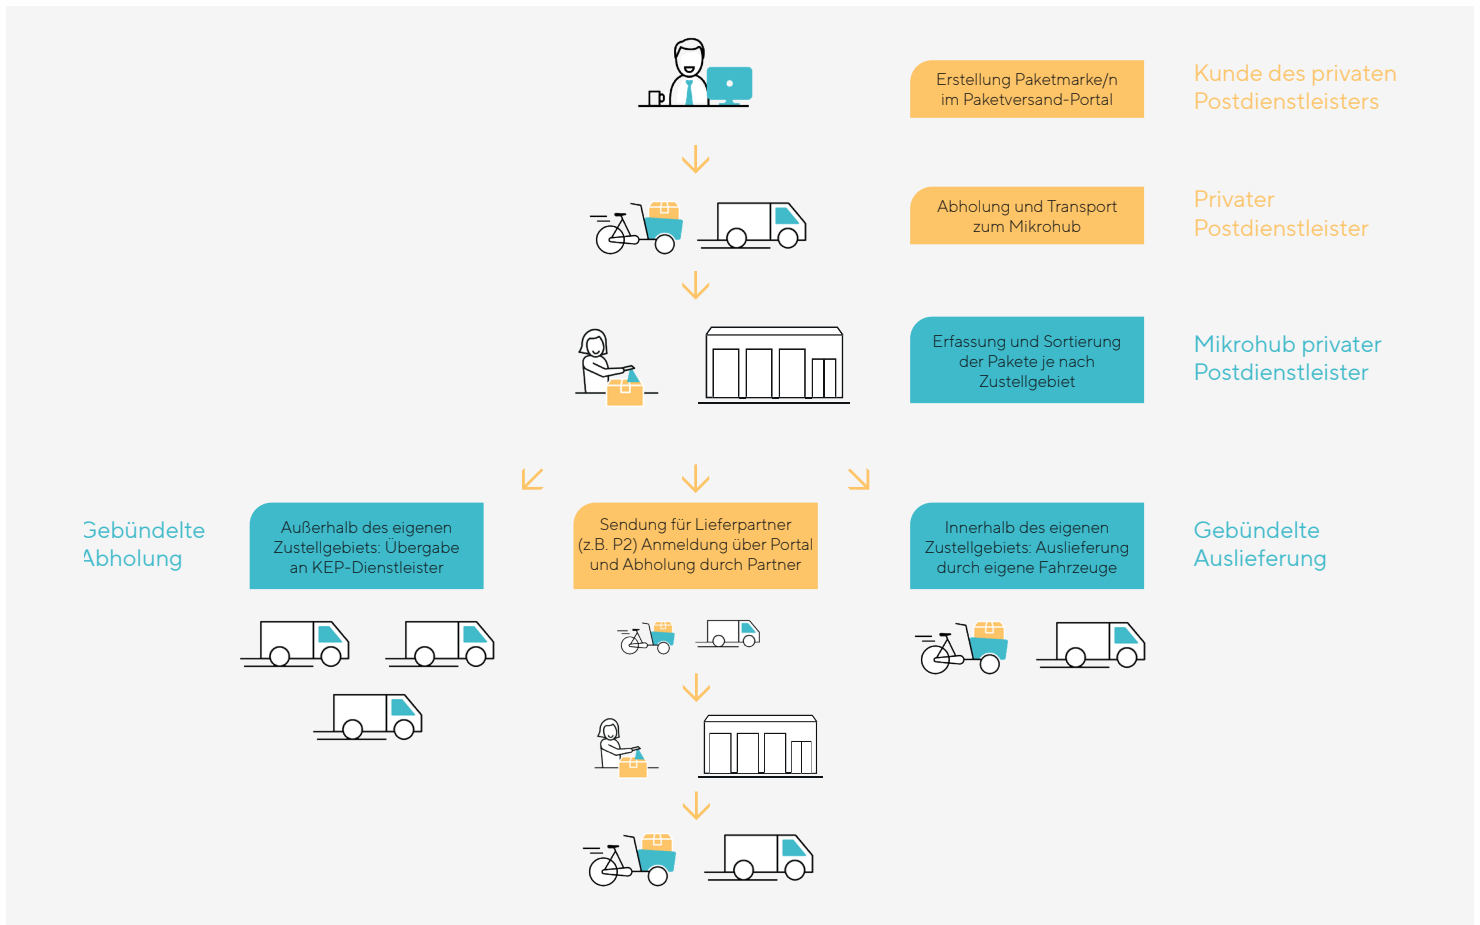 Erstellung Paketmarke/n
im Paketversand-Portal
Kunde des privaten
Postdienstleisters
Abholung und Transport
zum Mikrohub
Privater
Postdienstleister
Erfassung und Sortierung
der Pakete je nach
Zustellgebiet
Mikrohub privater
Postdienstleister
Gebündelte
Abholung
Außerhalb des eigenen
Zustellgebiets: Übergabe
an KEP-Dienstleister
Sendung für Lieferpartner
(z.B. P2) Anmeldung über Portal
und Abholung durch Partner
Innerhalb des eigenen
Zustellgebiets: Auslieferung
durch eigene Fahrzeuge
Gebündelte
Auslieferung